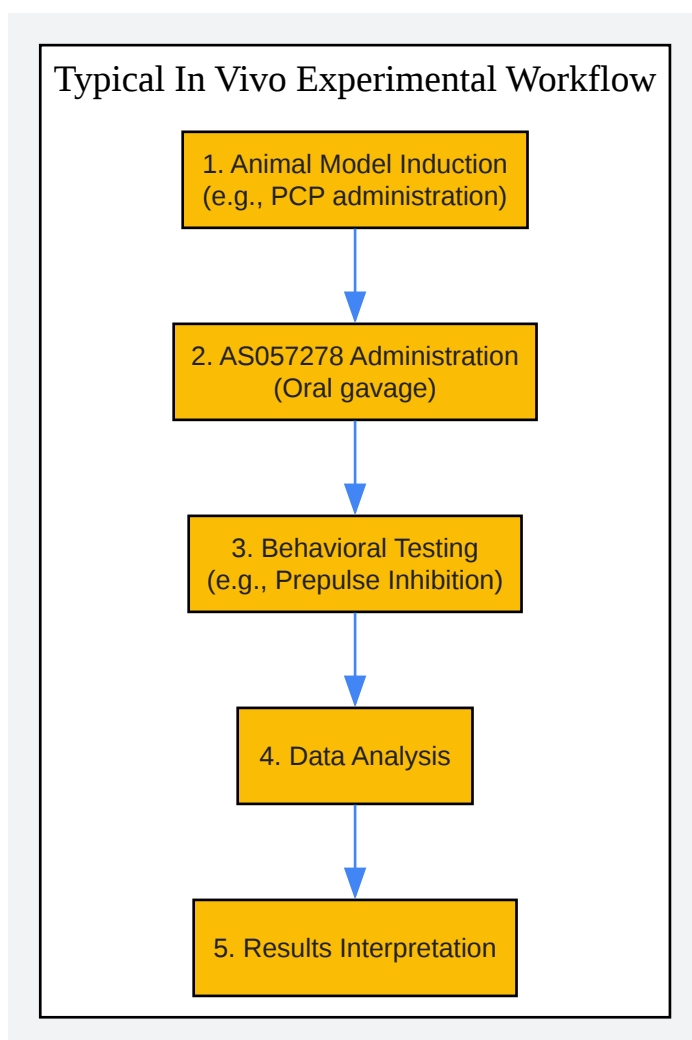 Typical In Vivo Experimental Workflow
1. Animal Model Induction
(e.g., PCP administration)
2. AS057278 Administration
(Oral gavage)
3. Behavioral Testing
(e.g., Prepulse Inhibition)
4. Data Analysis
5. Results Interpretation